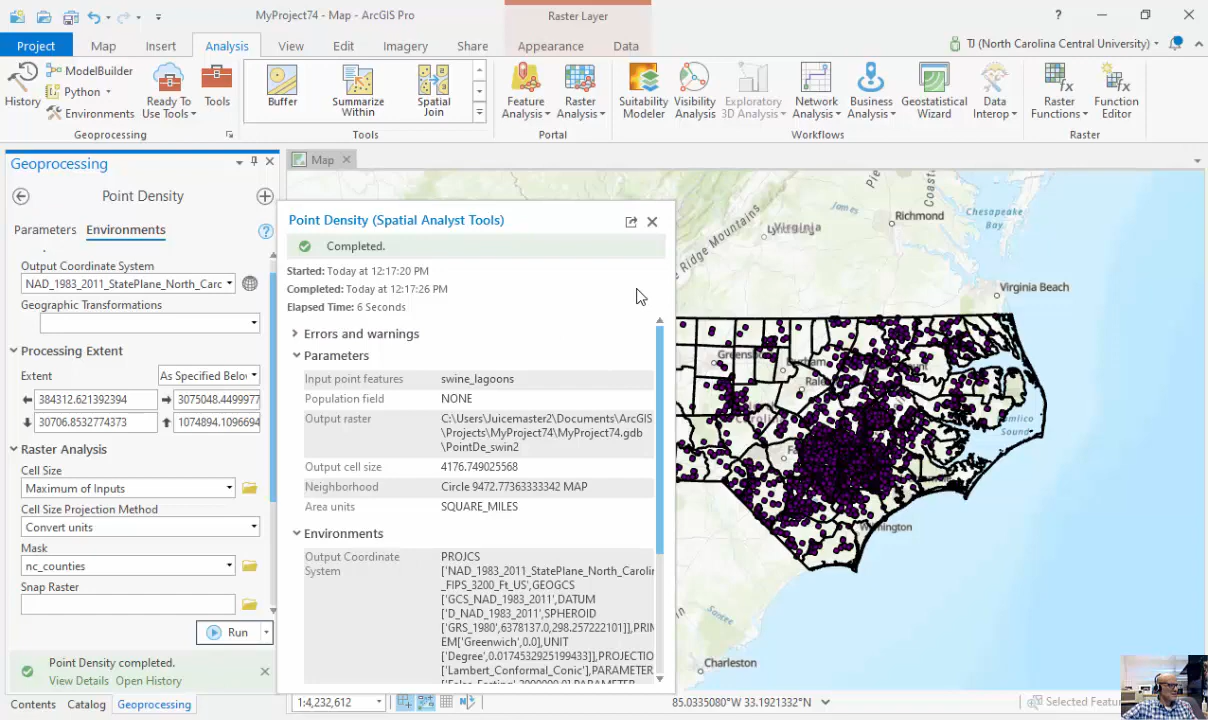 MyProject74 - Map - ArcGIS Pro
Raster Layer
?
Project
Map
Insert
Analysis
View
Edit
Imagery
Share
Appearance
Data
TJ (North Carolina Central University)
History
ModelBuilder
Python
Environments
Ready To
Use Tools
Tools
Geoprocessing
Buffer
Summarize
Within
Spatial
Join
Tools
Feature
Analysis
Raster
Analysis
Portal
Suitability
Modeler
Visibility
Analysis
Exploratory
3D Analysis
Network
Analysis
Business
Analysis
Geostatistical
Wizard
Data
Interop
Workflows
Raster
Functions
Function
Editor
Raster
Geoprocessing
Point Density
Parameters
Environments
Output Coordinate System
NAD_1983_2011_StatePlane_North_Carc
Geographic Transformations
Processing Extent
Extent
As Specified Belov
384312.621392394
3075048.4499977
30706.8532774373
1074894.1096694
Raster Analysis
Cell Size
Maximum of Inputs
Cell Size Projection Method
Convert units
Mask
nc_counties
Snap Raster
Run
Point Density completed.
View Details Open History
Contents
Catalog
Geoprocessing
Map
Point Density (Spatial Analyst Tools)
Completed.
Started: Today at 12:17:20 PM
Completed: Today at 12:17:26 PM
Elapsed Time: 6 Seconds
Errors and warnings
Parameters
Input point features swine_lagoons
Population field NONE
Output raster C:\Users\Juicemaster2\Documents\ArcGIS
\Projects\MyProject74\MyProject74.gdb
\PointDe_swin2
Output cell size 4176.749025568
Neighborhood Circle 9472.77363333342 MAP
Area units SQUARE_MILES
Environments
Output Coordinate
System
PROJCS
['NAD_1983_2011_StatePlane_North_Carolin
_FIPS_3200_Ft_US',GEOGCS
['GCS_NAD_1983_2011',DATUM
['D_NAD_1983_2011',SPHEROID
['GRS_1980',6378137.0,298.257222101]],PRIM
EM['Greenwich',0.0],UNIT
['Degree',0.0174532925199433]],PROJECTIO
['Lambert_Conformal_Conic'],PARAMETER
Ridge Mountains
Virginia
James
Richmond
Chesapeake
Bay
Virginia Beach
Greensb
Durham
Ralei
Sound
Wilmington
Charleston
1:4,232,612
85.0335080°W 33.1921332°N
Selected Featur